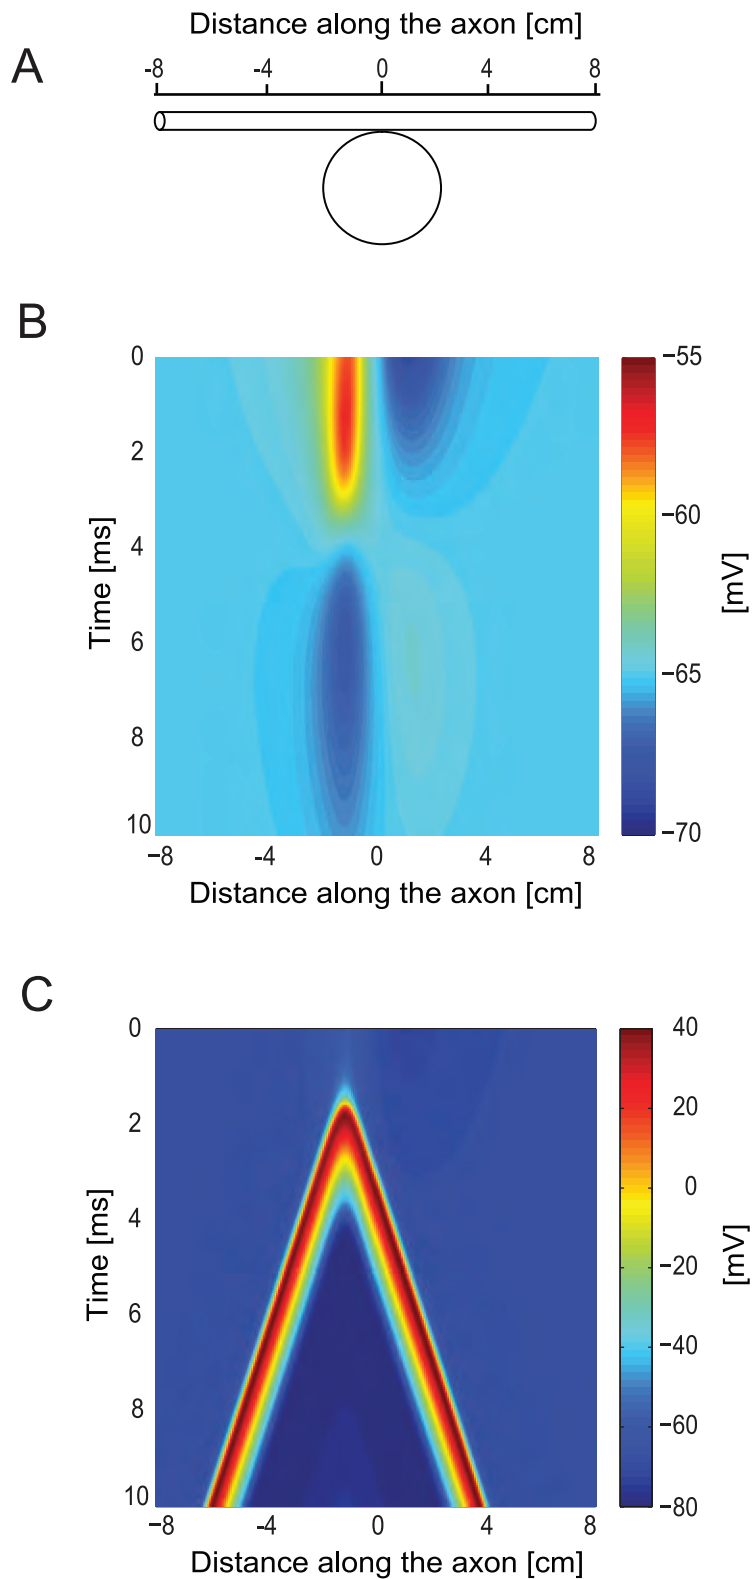 Distance along the axon [cm]
A
-8 -4 0 4 8
B
0
2
4
6
8
10
Time [ms]
−8 -4 0 4 8
Distance along the axon [cm]
−55
−60
−65
−70
[mV]
C
0
2
4
6
8
10
Time [ms]
−8 -4 0 4 8
Distance along the axon [cm]
40
20
0
−20
−40
−60
−80
[mV]